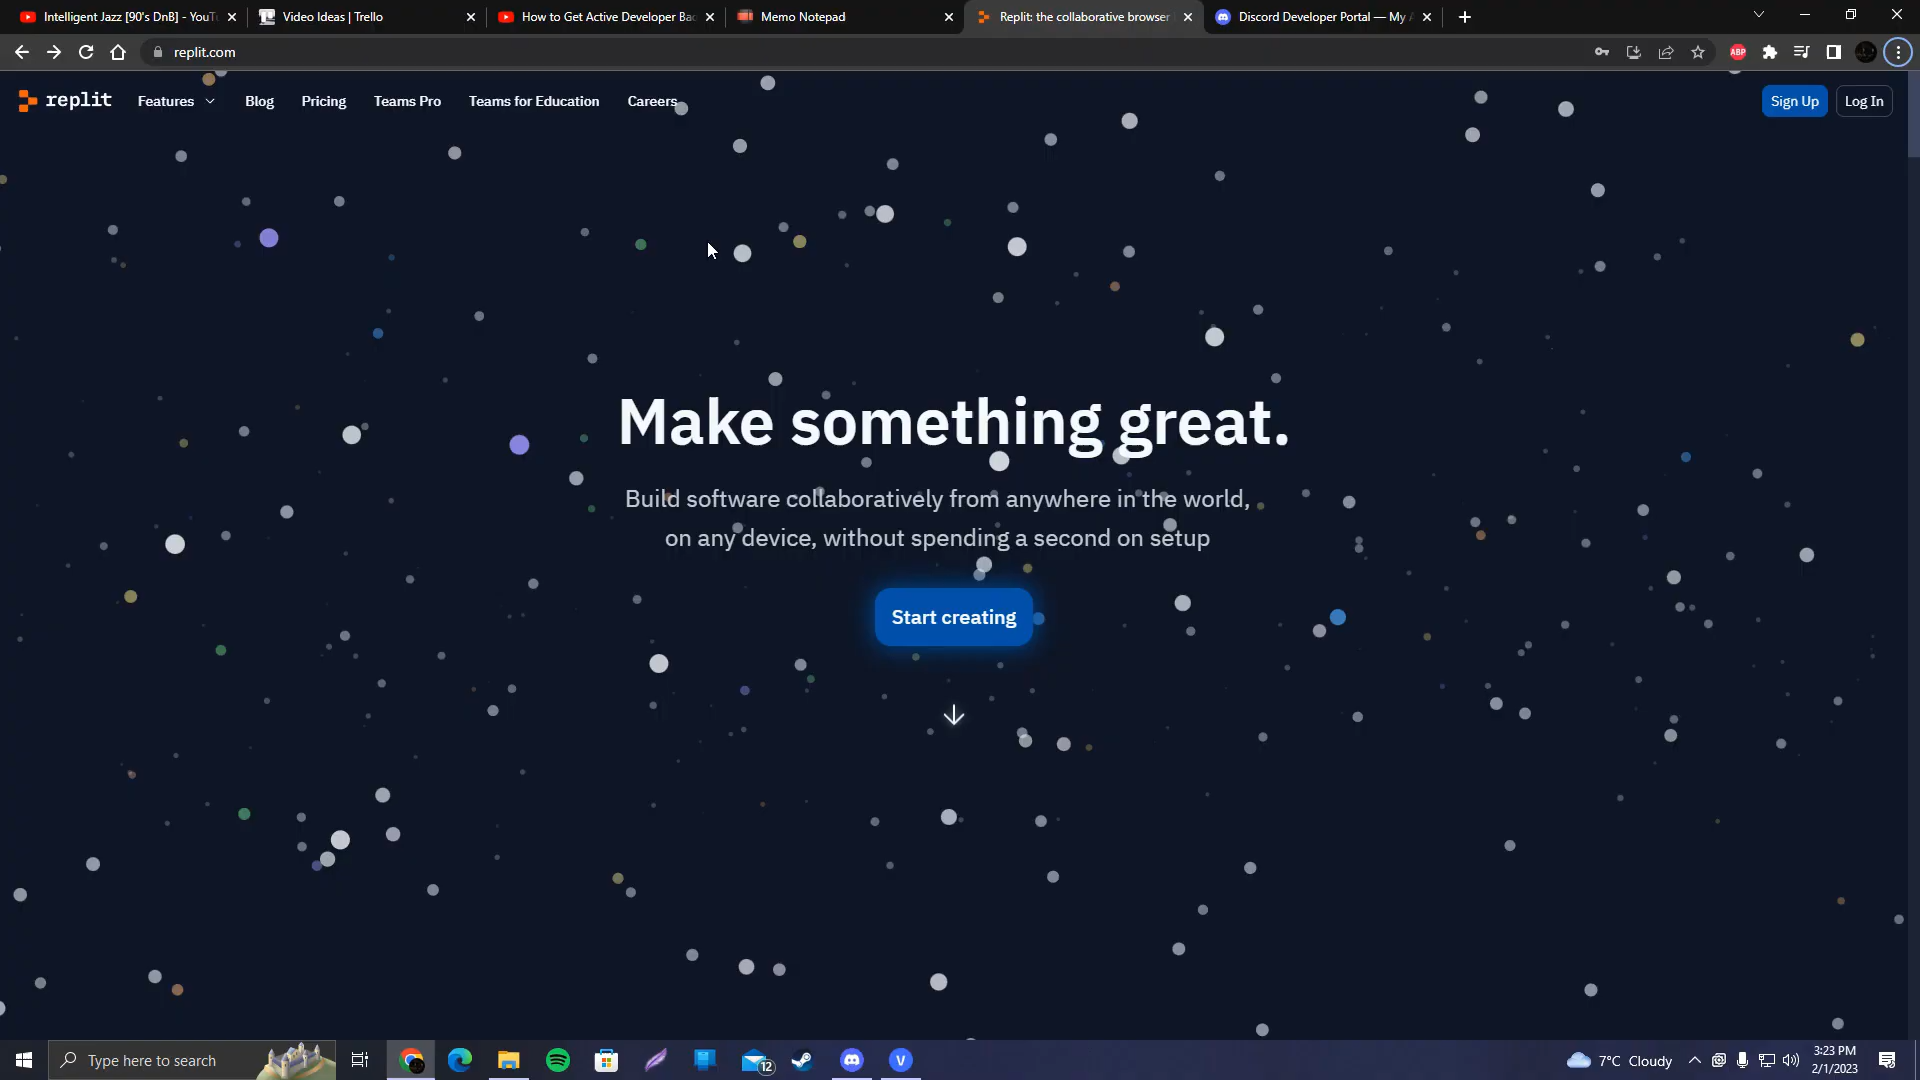 Intelligent Jazz [90's DnB] - YouT
Video Ideas | Trello
How to Get Active Developer Ba
Memo Notepad
Replit: the collaborative browser
Discord Developer Portal — My
replit.com
ABP
replit
Features
Blog
Pricing
Teams Pro
Teams for Education
Careers
Sign Up
Log In
Make something great.
Build software collaboratively from anywhere in the world,
on any device, without spending a second on setup
Start creating
Type here to search
12
V
7°C Cloudy
3:23 PM
2/1/2023